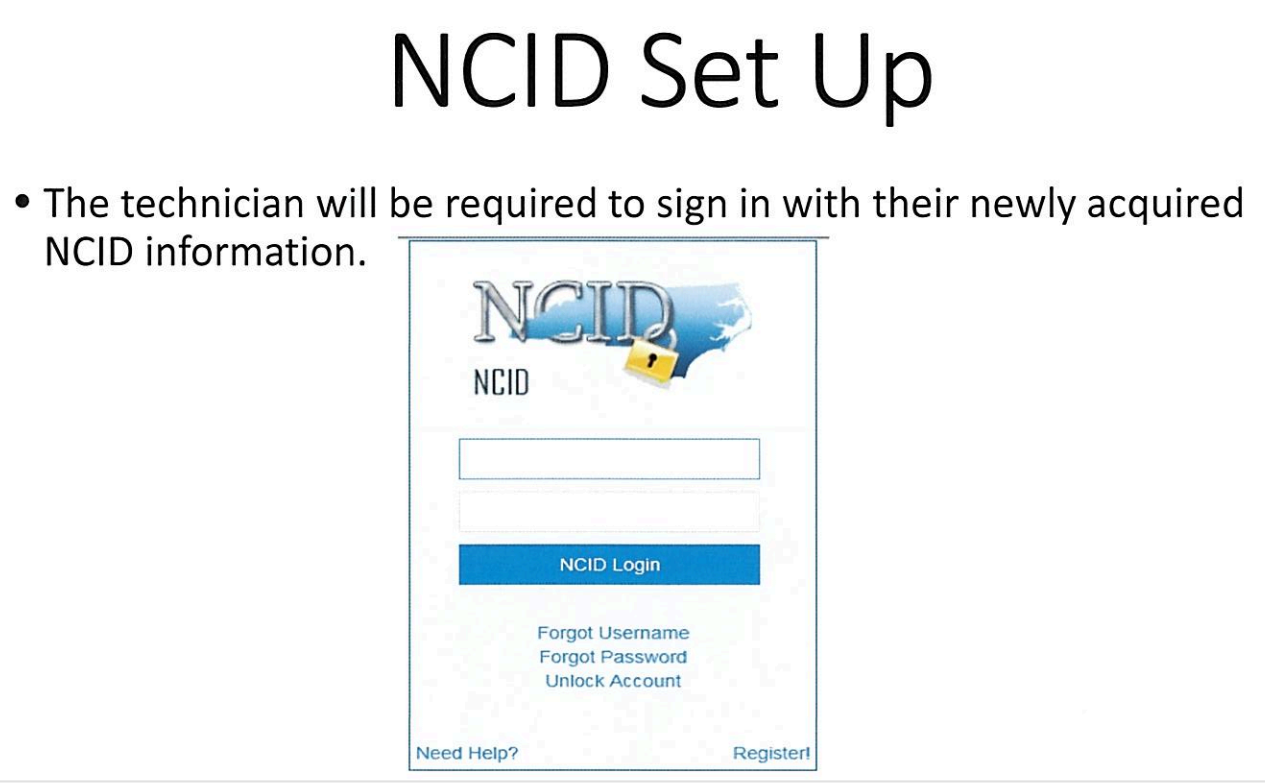 NCID Set Up
• The technician will be required to sign in with their newly acquired
NCID information.
NCID
NCID
NCID Login
Forgot Username
Forgot Password
Unlock Account
Need Help?
Register!